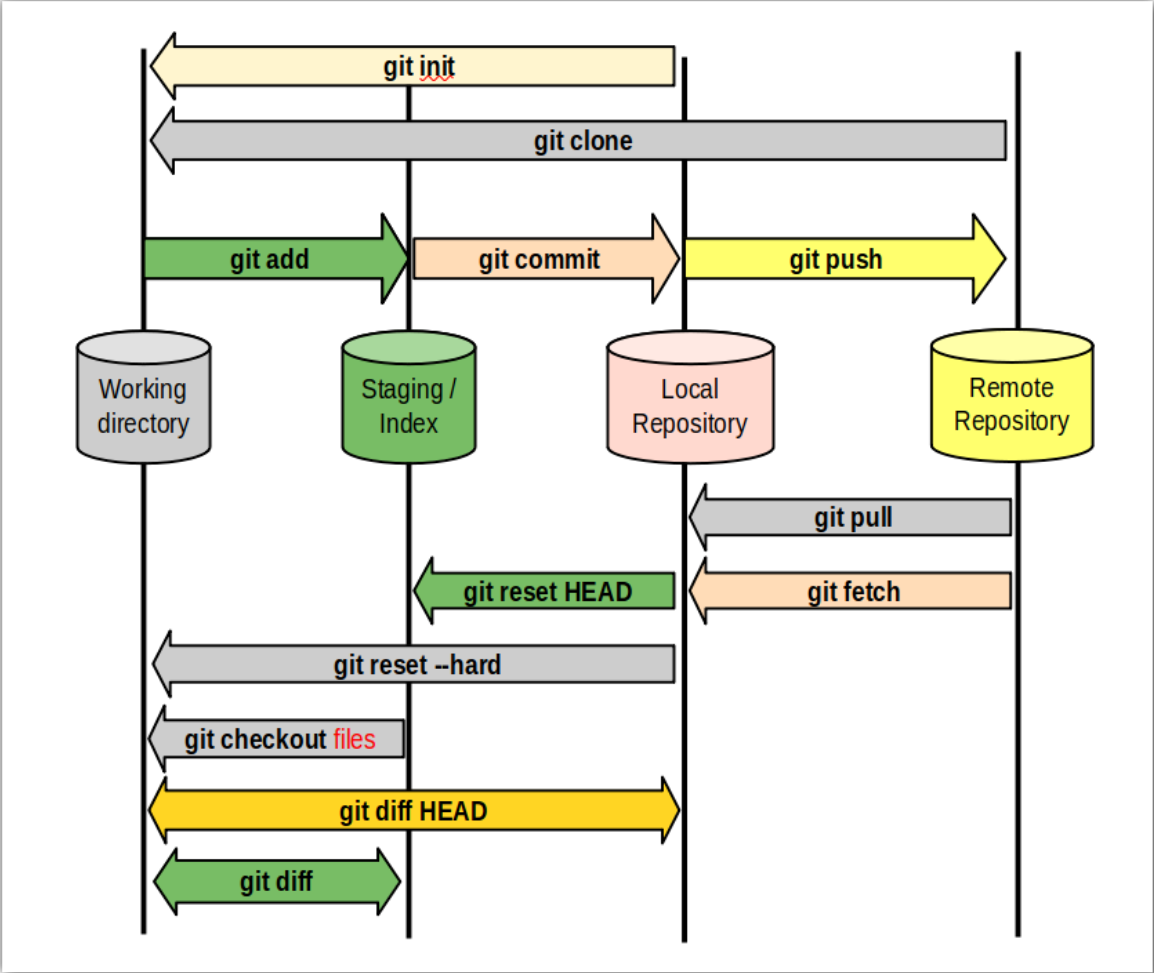 git init
git clone
git add
git commit
git push
Working
directory
Staging /
Index
Local
Repository
Remote
Repository
git pull
git reset HEAD
git fetch
git reset --hard
git checkout files
git diff HEAD
git diff